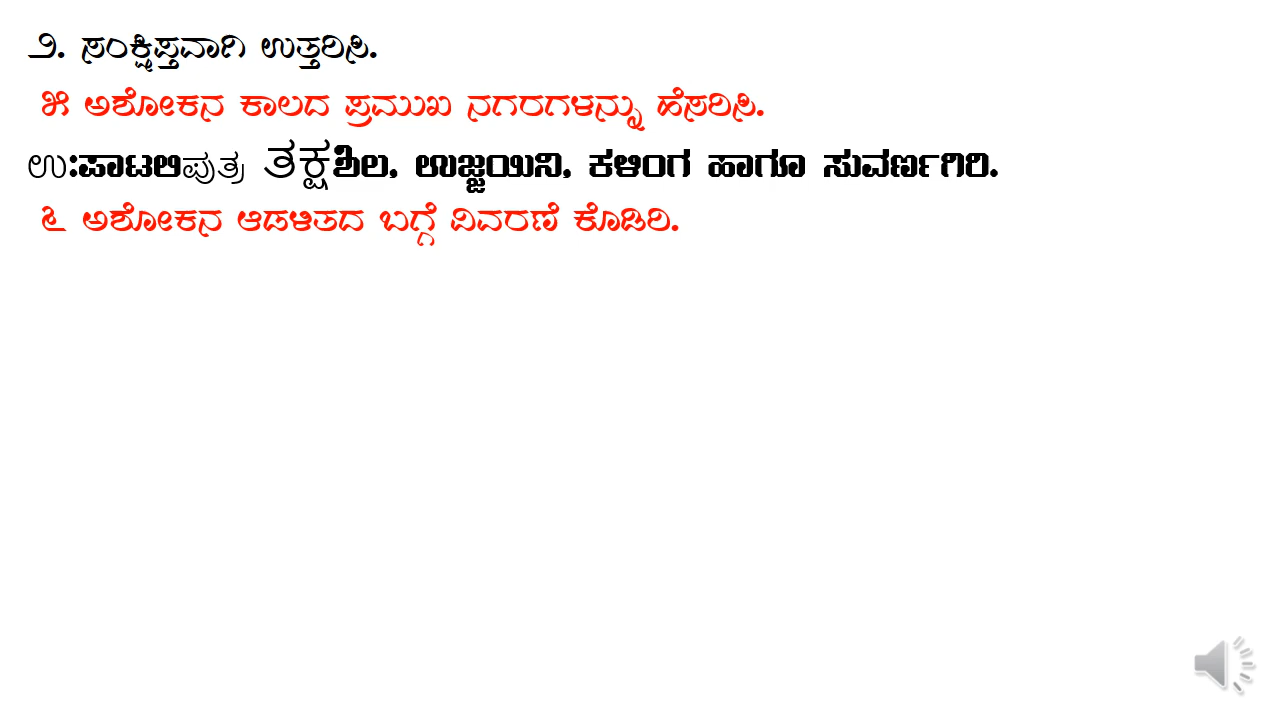 ೨. ಸಂಕ್ಷಿಪ್ತವಾಗಿ ಉತ್ತರಿಸಿ.
೫ ಅಶೋಕನ ಕಾಲದ ಪ್ರಮುಖ ನಗರಗಳನ್ನು ಹೆಸರಿಸಿ.
ಉ:ಪಾಟಲಿಪುತ್ರ ತಕ್ಷಶಿಲ, ಉಜ್ಜಯಿನಿ, ಕಳಿಂಗ ಹಾಗೂ ಸುವರ್ಣಗಿರಿ.
೬ ಅಶೋಕನ ಆಡಳಿತದ ಬಗ್ಗೆ ವಿವರಣೆ ಕೊಡಿರಿ.